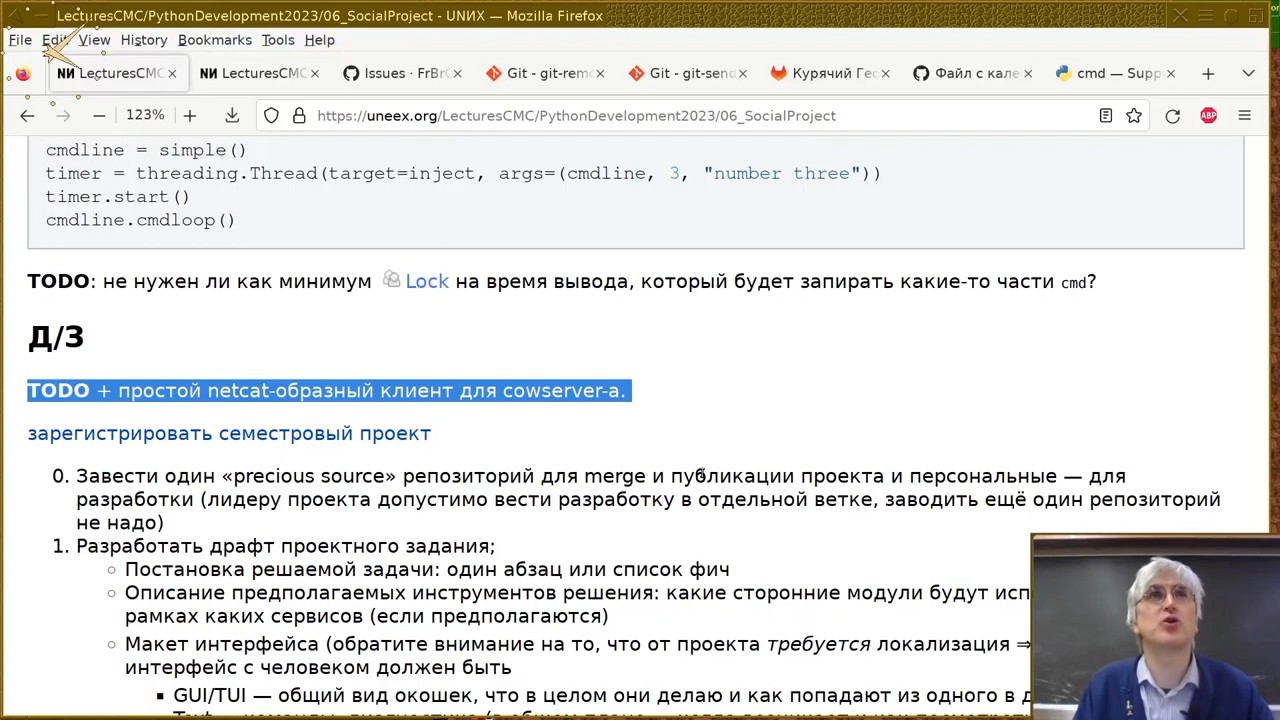 LecturesCMC/PythonDevelopment2023/06_SocialProject - UNИX — Mozilla Firefox
File Edit View History Bookmarks Tools Help
LecturesCMC LecturesCMC Issues · FrBrG Git - git-rem Git - git-send Курячий Ге Файл с кале cmd — Supp
123% https://uneex.org/LecturesCMC/PythonDevelopment2023/06_SocialProject
cmdline = simple()
timer = threading.Thread(target=inject, args=(cmdline, 3, "number three"))
timer.start()
cmdline.cmdloop()
TODO: не нужен ли как минимум Lock на время вывода, который будет запирать какие-то части cmd?
Д/З
TODO + простой netcat-образный клиент для cowserver-а.
зарегистрировать семестровый проект
0. Завести один «precious source» репозиторий для merge и публикации проекта и персональные — для
разработки (лидеру проекта допустимо вести разработку в отдельной ветке, заводить ещё один репозиторий
не надо)
1. Разработать драфт проектного задания;
Постановка решаемой задачи: один абзац или список фич
Описание предполагаемых инструментов решения: какие сторонние модули будут исп
рамках каких сервисов (если предполагаются)
Макет интерфейса (обратите внимание на то, что от проекта требуется локализация ⇒
интерфейс с человеком должен быть
GUI/TUI — общий вид окошек, что в целом они делаю и как попадают из одного в д